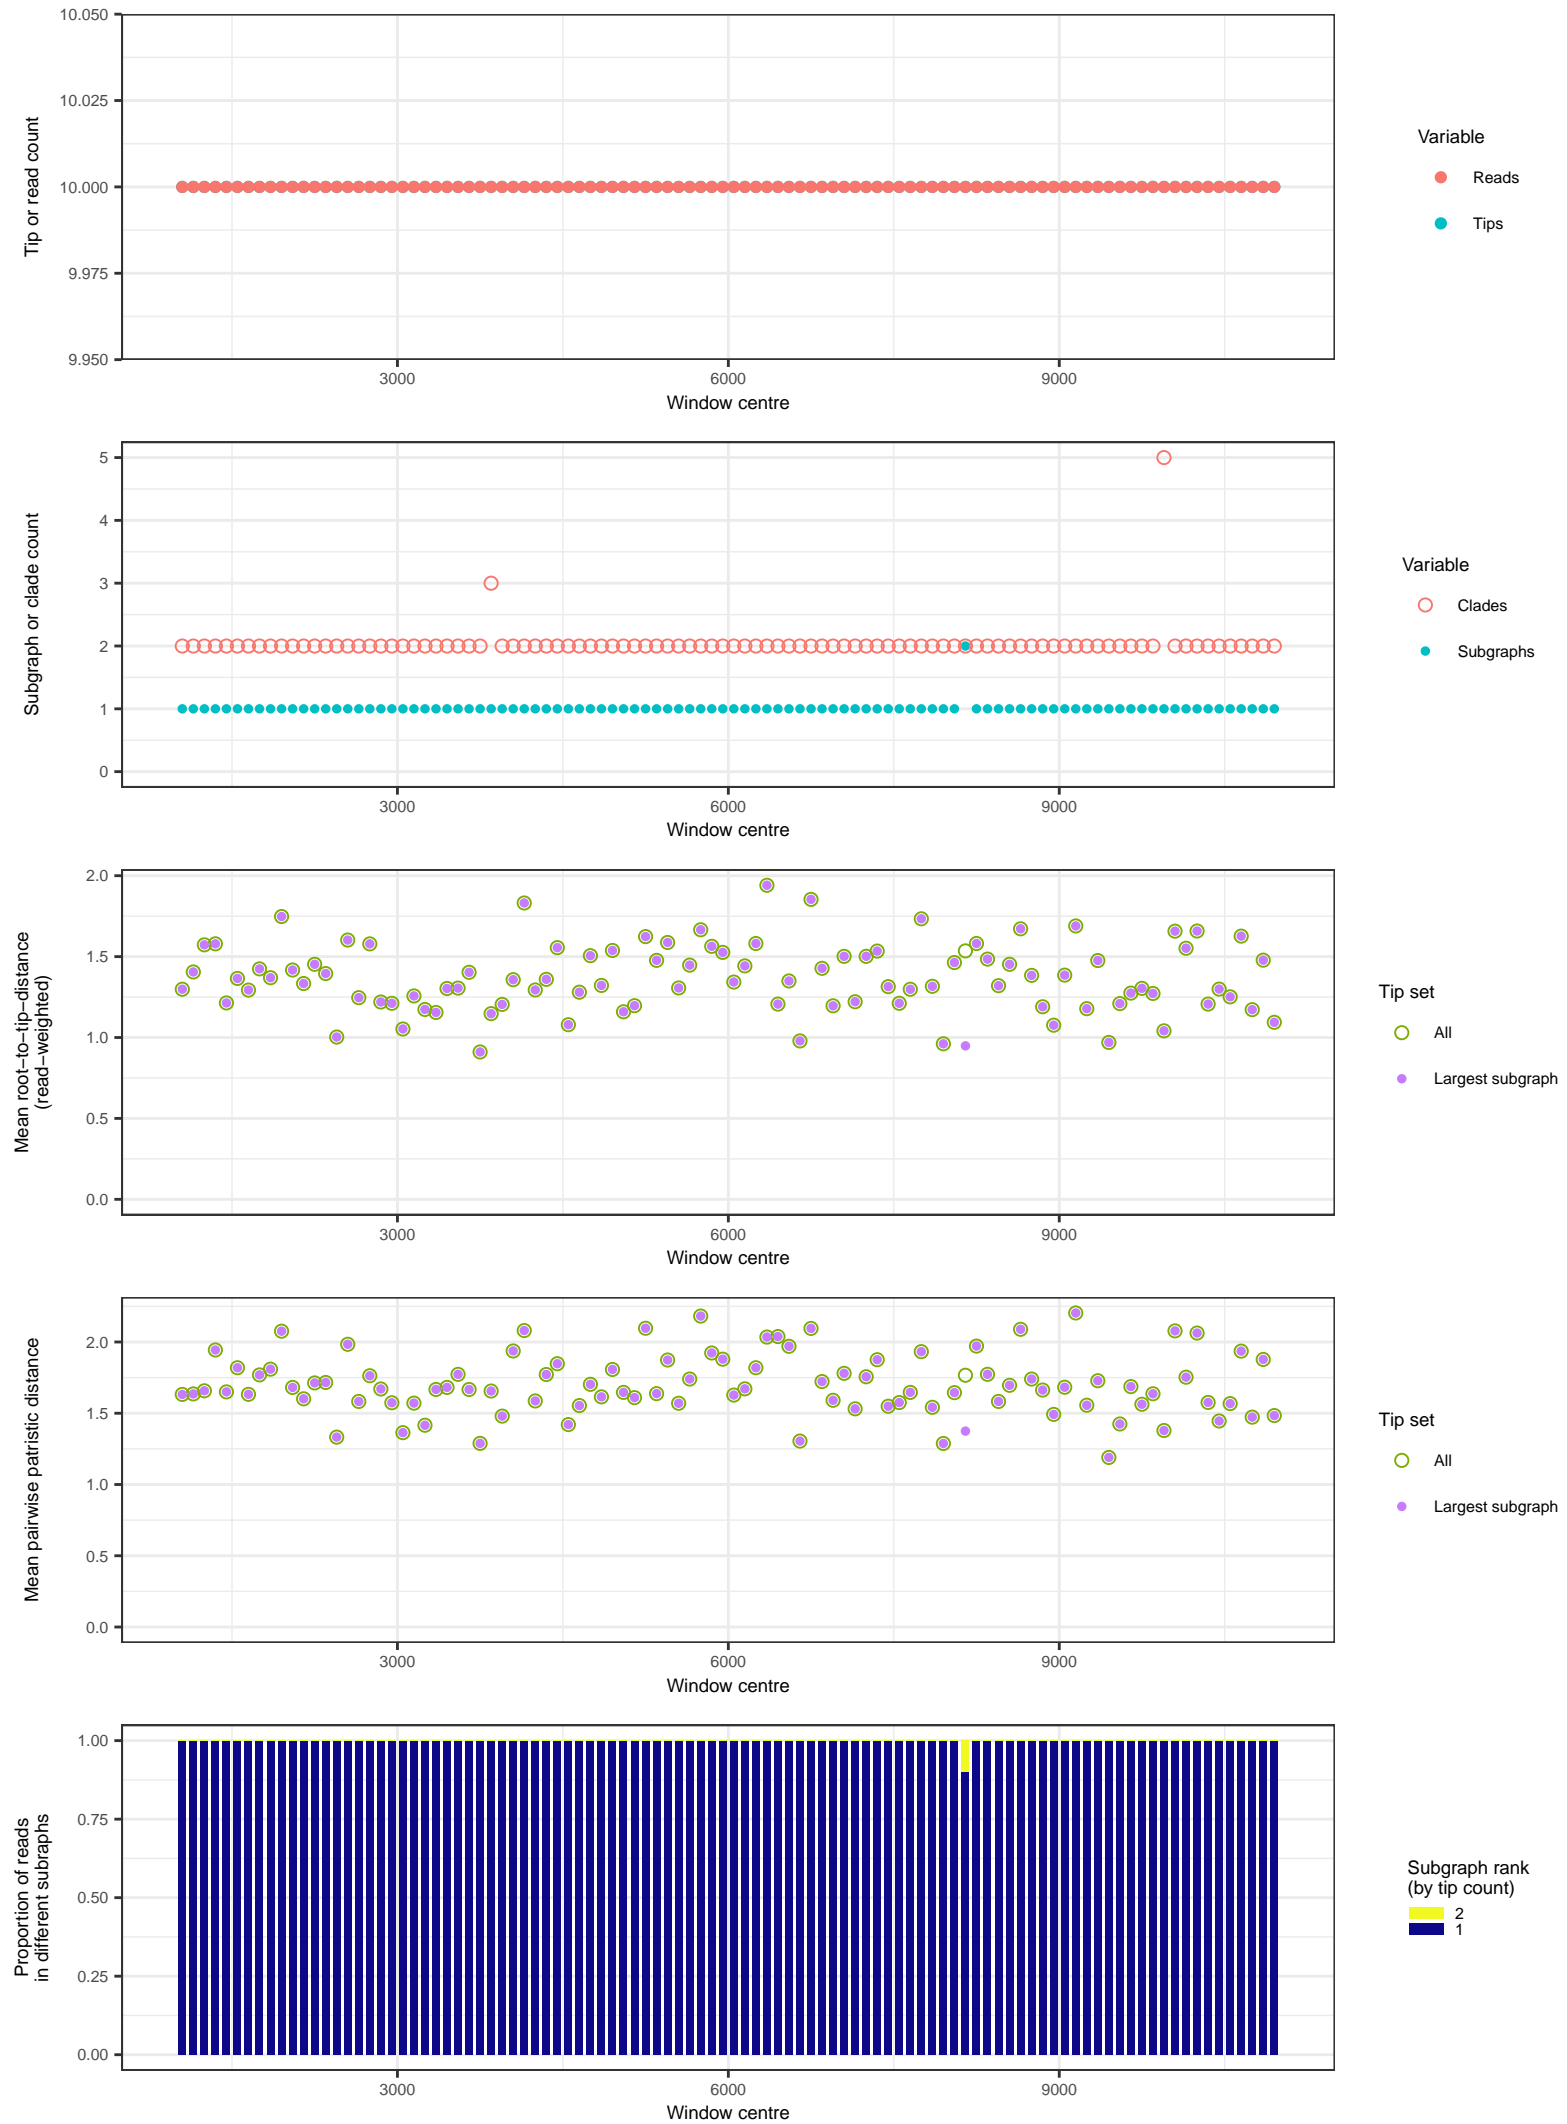 10.050
10.025
10.000
9.975
9.950
Tip or read count
3000
6000
9000
Window centre
Variable
Reads
Tips
5
4
3
2
1
0
Subgraph or clade count
3000
6000
9000
Window centre
Variable
Clades
Subgraphs
2.0
1.5
1.0
0.5
0.0
Mean root−to−tip−distance
(read−weighted)
3000
6000
9000
Window centre
Tip set
All
Largest subgraph
2.0
1.5
1.0
0.5
0.0
Mean pairwise patristic distance
3000
6000
9000
Window centre
Tip set
All
Largest subgraph
1.00
0.75
0.50
0.25
0.00
Proportion of reads
in different subraphs
3000
6000
9000
Window centre
Subgraph rank
(by tip count)
2
1